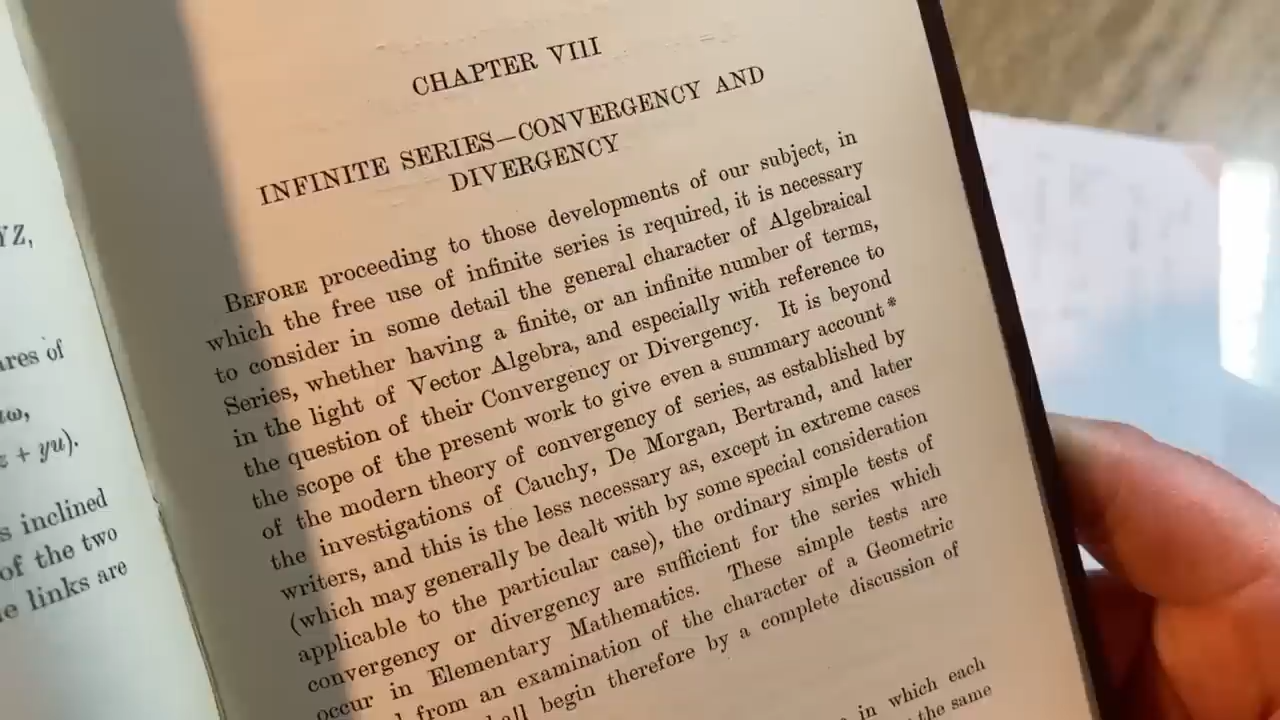 YZ,
ares of
zω,
z + yu).
s inclined
of the two
e links are
CHAPTER VIII
INFINITE SERIES—CONVERGENCY AND
DIVERGENCY
BEFORE proceeding to those developments of our subject, in
which the free use of infinite series is required, it is necessary
to consider in some detail the general character of Algebraical
Series, whether having a finite, or an infinite number of terms,
in the light of Vector Algebra, and especially with reference to
the question of their Convergency or Divergency. It is beyond
the scope of the present work to give even a summary account*
of the modern theory of convergency of series, as established by
the investigations of Cauchy, De Morgan, Bertrand, and later
writers, and this is the less necessary as, except in extreme cases
(which may generally be dealt with by some special consideration
applicable to the particular case), the ordinary simple tests of
convergency or divergency are sufficient for the series which
occur in Elementary Mathematics. These simple tests are
from an examination of the character of a Geometric
begin therefore by a complete discussion of
in which each
the same